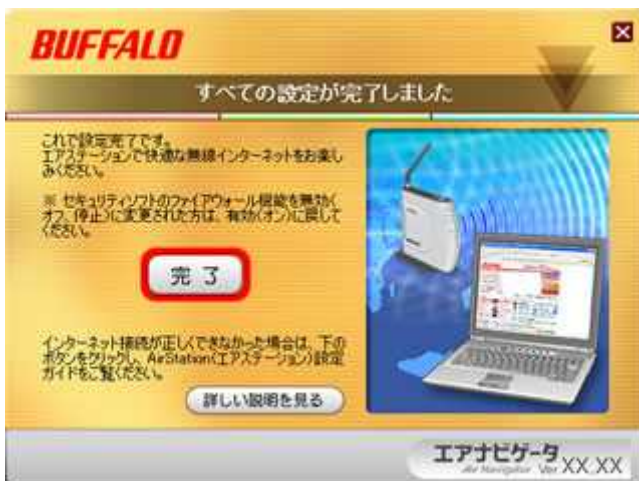 BUFFALO
すべての設定が完了しました
これで設定完了です。
エアステーションで快適な無線インターネットをお楽し
みください。
※ セキュリティソフトのファイアウォール機能を無効(
オフ、停止)に変更された方は、有効(オン)に戻して
ください。
完了
インターネット接続が正しくできなかった場合は、下の
ボタンをクリックし、AirStation(エアステーション)設定
ガイドをご覧ください。
詳しい説明を見る
エアナビゲータ
Air Navigator Ver XX.XX